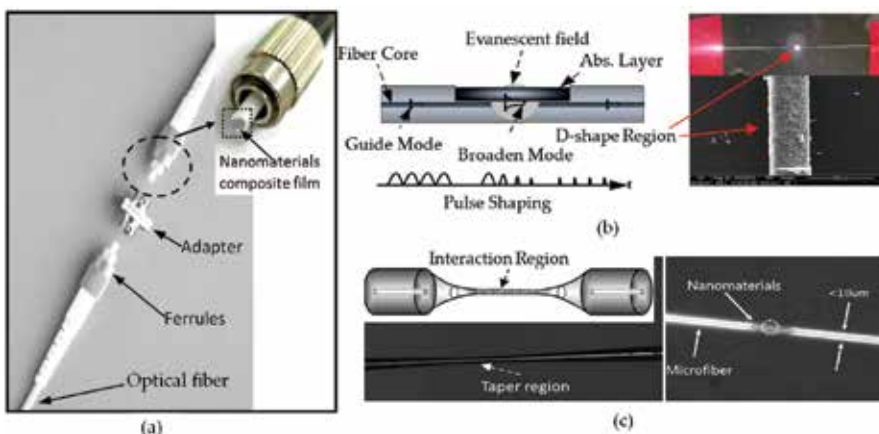 (a)
Nanomaterials
composite film
Adapter
Ferrules
Optical fiber
(a)
Fiber Core
Evanescent field
Abs. Layer
Guide Mode
Broaden Mode
Pulse Shaping
t
D-shape Region
(b)
Interaction Region
Taper region
Nanomaterials
<10um
Microfiber
(c)